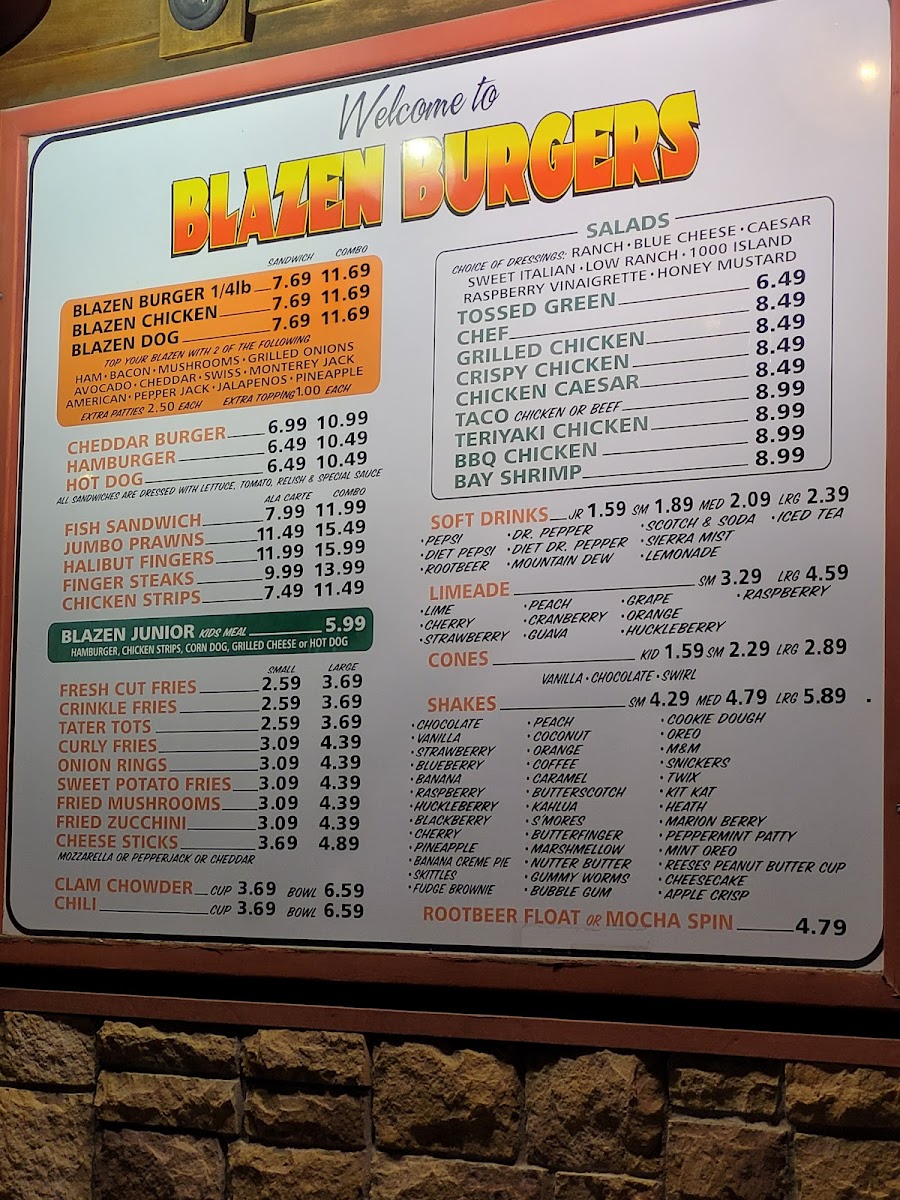 Welcome to
BLAZEN BURGERS
SANDWICH COMBO
BLAZEN BURGER 1/4lb 7.69 11.69
BLAZEN CHICKEN 7.69 11.69
BLAZEN DOG 7.69 11.69
TOP YOUR BLAZEN WITH 2 OF THE FOLLOWING
HAM • BACON • MUSHROOMS • GRILLED ONIONS
AVOCADO • CHEDDAR • SWISS • MONTEREY JACK
AMERICAN • PEPPER JACK • JALAPENOS • PINEAPPLE
EXTRA PATTIES 2.50 EACH EXTRA TOPPING 1.00 EACH
CHEDDAR BURGER 6.99 10.99
HAMBURGER 6.49 10.49
HOT DOG 6.49 10.49
ALL SANDWICHES ARE DRESSED WITH LETTUCE, TOMATO, RELISH & SPECIAL SAUCE
ALA CARTE COMBO
FISH SANDWICH 7.99 11.99
JUMBO PRAWNS 11.49 15.49
HALIBUT FINGERS 11.99 15.99
FINGER STEAKS 9.99 13.99
CHICKEN STRIPS 7.49 11.49
BLAZEN JUNIOR KIDS MEAL 5.99
HAMBURGER, CHICKEN STRIPS, CORN DOG, GRILLED CHEESE or HOT DOG
SMALL LARGE
FRESH CUT FRIES 2.59 3.69
CRINKLE FRIES 2.59 3.69
TATER TOTS 2.59 3.69
CURLY FRIES 3.09 4.39
ONION RINGS 3.09 4.39
SWEET POTATO FRIES 3.09 4.39
FRIED MUSHROOMS 3.09 4.39
FRIED ZUCCHINI 3.09 4.39
CHEESE STICKS 3.69 4.89
MOZZARELLA OR PEPPERJACK OR CHEDDAR
CLAM CHOWDER CUP 3.69 BOWL 6.59
CHILI CUP 3.69 BOWL 6.59
SALADS
CHOICE OF DRESSINGS: RANCH • BLUE CHEESE • CAESAR
SWEET ITALIAN • LOW RANCH • 1000 ISLAND
RASPBERRY VINAIGRETTE • HONEY MUSTARD
TOSSED GREEN 6.49
CHEF 8.49
GRILLED CHICKEN 8.49
CRISPY CHICKEN 8.49
CHICKEN CAESAR 8.49
TACO CHICKEN OR BEEF 8.99
TERIYAKI CHICKEN 8.99
BBQ CHICKEN 8.99
BAY SHRIMP 8.99
SOFT DRINKS JR 1.59 SM 1.89 MED 2.09 LRG 2.39
• PEPSI • DR. PEPPER • SCOTCH & SODA • ICED TEA
• DIET PEPSI • DIET DR. PEPPER • SIERRA MIST
• ROOTBEER • MOUNTAIN DEW • LEMONADE
LIMEADE SM 3.29 LRG 4.59
• LIME • PEACH • GRAPE • RASPBERRY
• CHERRY • CRANBERRY • ORANGE
• STRAWBERRY • GUAVA • HUCKLEBERRY
CONES KID 1.59 SM 2.29 LRG 2.89
VANILLA • CHOCOLATE • SWIRL
SHAKES SM 4.29 MED 4.79 LRG 5.89
• CHOCOLATE • PEACH • COOKIE DOUGH
• VANILLA • COCONUT • OREO
• STRAWBERRY • ORANGE • M&M
• BLUEBERRY • COFFEE • SNICKERS
• BANANA • CARAMEL • TWIX
• RASPBERRY • BUTTERSCOTCH • KIT KAT
• HUCKLEBERRY • KAHLUA • HEATH
• BLACKBERRY • S'MORES • MARION BERRY
• CHERRY • BUTTERFINGER • PEPPERMINT PATTY
• PINEAPPLE • MARSHMELLOW • MINT OREO
• BANANA CREME PIE • NUTTER BUTTER • REESES PEANUT BUTTER CUP
• SKITTLES • GUMMY WORMS • CHEESECAKE
• FUDGE BROWNIE • BUBBLE GUM • APPLE CRISP
ROOTBEER FLOAT OR MOCHA SPIN 4.79